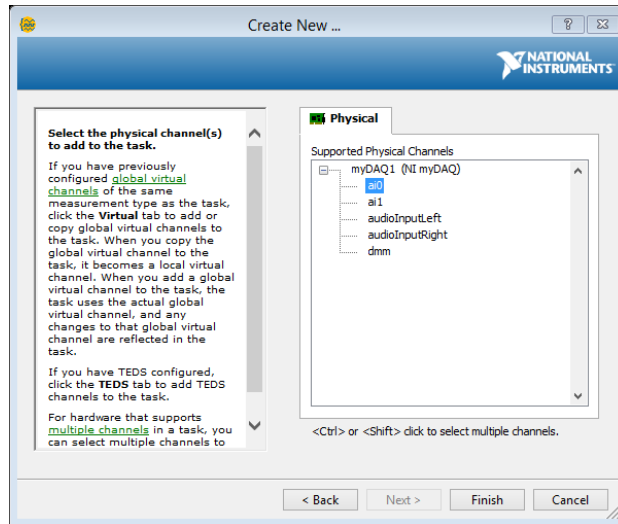 Create New ...
NATIONAL
INSTRUMENTS
Select the physical channel(s)
to add to the task.
If you have previously
configured global virtual
channels of the same
measurement type as the task,
click the Virtual tab to add or
copy global virtual channels to
the task. When you copy the
global virtual channel to the
task, it becomes a local virtual
channel. When you add a global
virtual channel to the task, the
task uses the actual global
virtual channel, and any
changes to that global virtual
channel are reflected in the
task.
If you have TEDS configured,
click the TEDS tab to add TEDS
channels to the task.
For hardware that supports
multiple channels in a task, you
can select multiple channels to
Physical
Supported Physical Channels
myDAQ1 (NI myDAQ)
ai0
ai1
audioInputLeft
audioInputRight
dmm
<Ctrl> or <Shift> click to select multiple channels.
< Back
Next >
Finish
Cancel